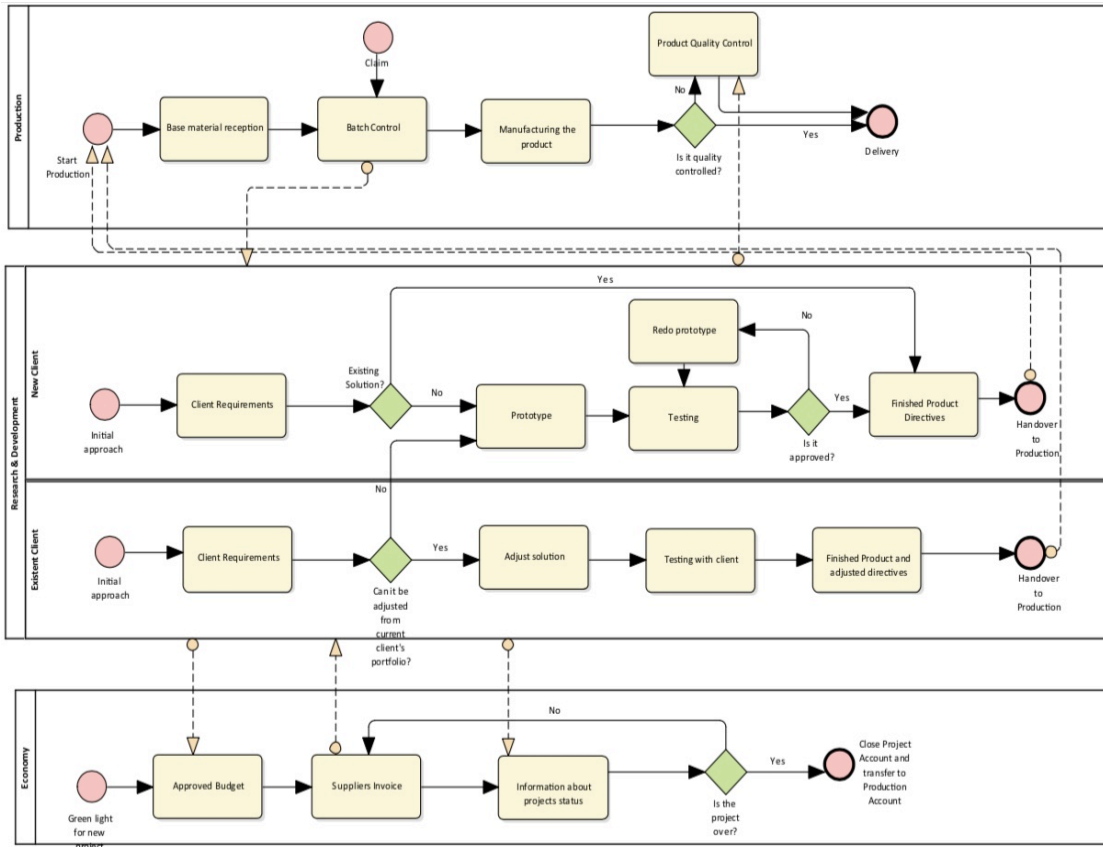 Production
Claim
Product Quality Control
Base material reception
Batch Control
Manufacturing the
product
No
Yes
Start
Production
Is it quality
controlled?
Delivery
Research & Development
New Client
Yes
Redo prototype
No
Existing
Solution?
Client Requirements
No
Prototype
Testing
Yes
Finished Product
Directives
Initial
approach
Is it
approved?
Handover
to
Production
No
Existent Client
Client Requirements
Yes
Adjust solution
Testing with client
Finished Product and
adjusted directives
Initial
approach
Can it be
adjusted
from
current
client's
portfolio?
Handover
to
Production
Economy
No
Approved Budget
Suppliers Invoice
Information about
projects status
Yes
Close Project
Account and
transfer to
Production
Account
Green light
for new
project
Is the
project
over?